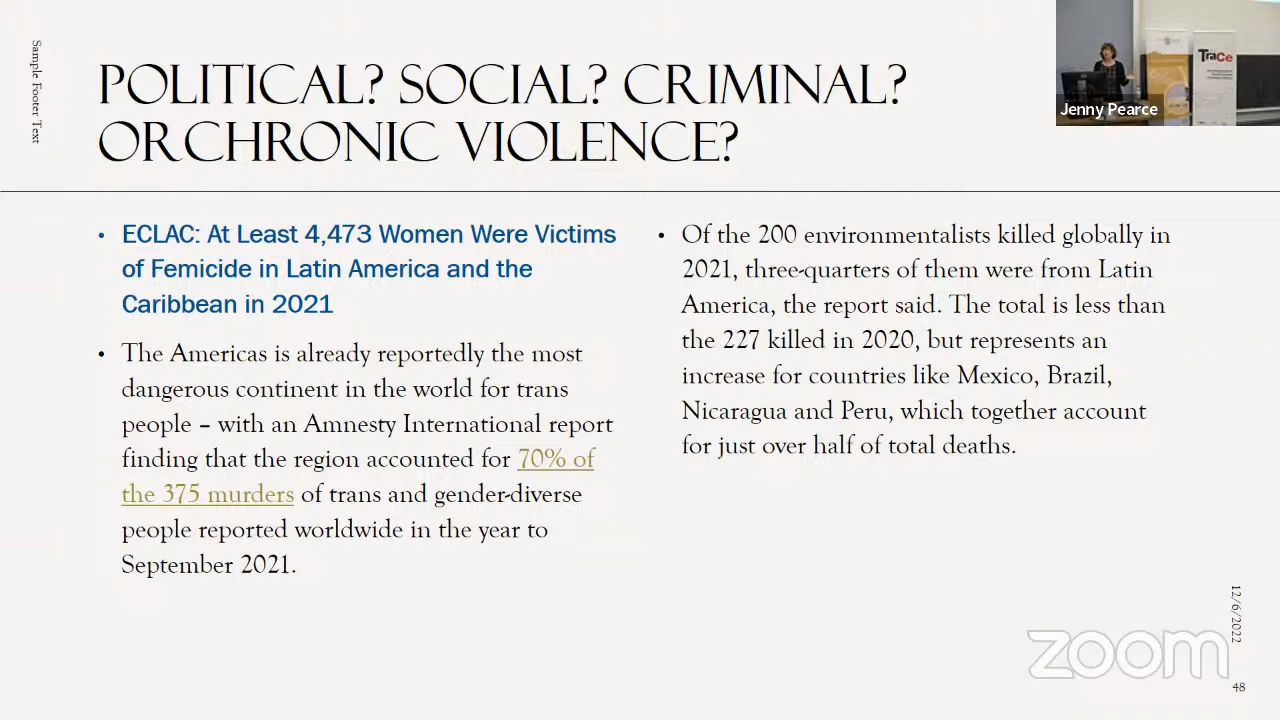 Sample Footer Text
POLITICAL? SOCIAL? CRIMINAL?
OR CHRONIC VIOLENCE?
TraCe
Jenny Pearce
• ECLAC: At Least 4,473 Women Were Victims
of Femicide in Latin America and the
Caribbean in 2021
• The Americas is already reportedly the most
dangerous continent in the world for trans
people – with an Amnesty International report
finding that the region accounted for 70% of
the 375 murders of trans and gender-diverse
people reported worldwide in the year to
September 2021.
• Of the 200 environmentalists killed globally in
2021, three-quarters of them were from Latin
America, the report said. The total is less than
the 227 killed in 2020, but represents an
increase for countries like Mexico, Brazil,
Nicaragua and Peru, which together account
for just over half of total deaths.
12/6/2022
zoom
48